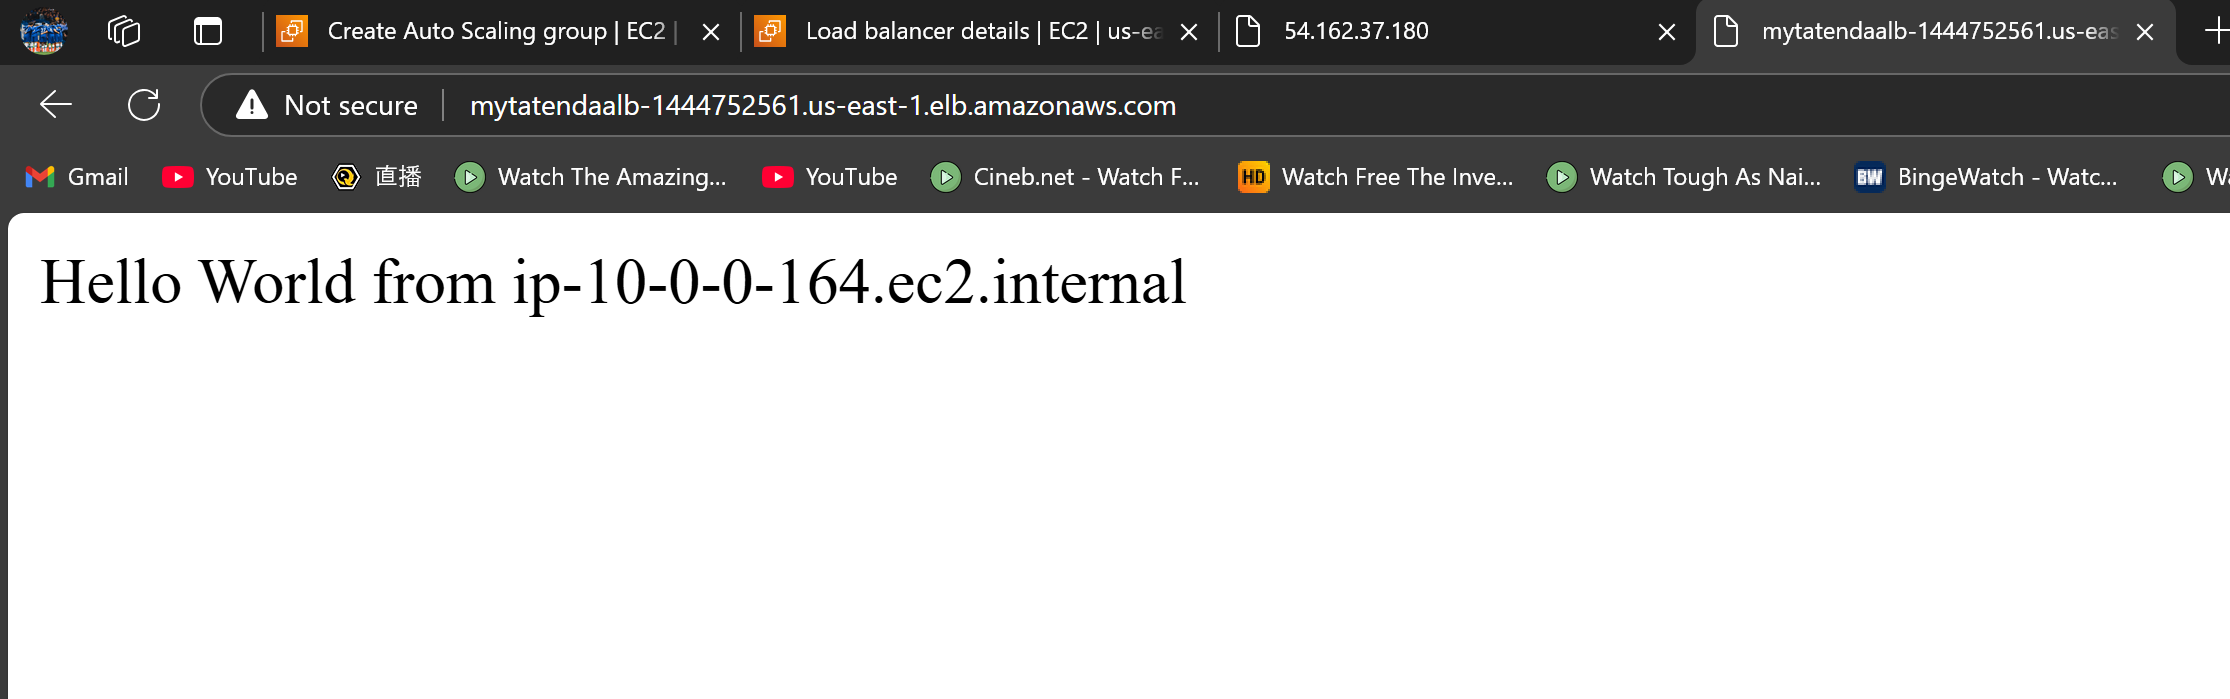 Create Auto Scaling group | EC2 |
Load balancer details | EC2 | us-ea
54.162.37.180
mytatendaalb-1444752561.us-eas
Not secure
mytatendaalb-1444752561.us-east-1.elb.amazonaws.com
Gmail
YouTube
直播
Watch The Amazing...
YouTube
Cineb.net - Watch F...
HD
Watch Free The Inve...
Watch Tough As Nai...
BW
BingeWatch - Watc...
Wa
Hello World from ip-10-0-0-164.ec2.internal